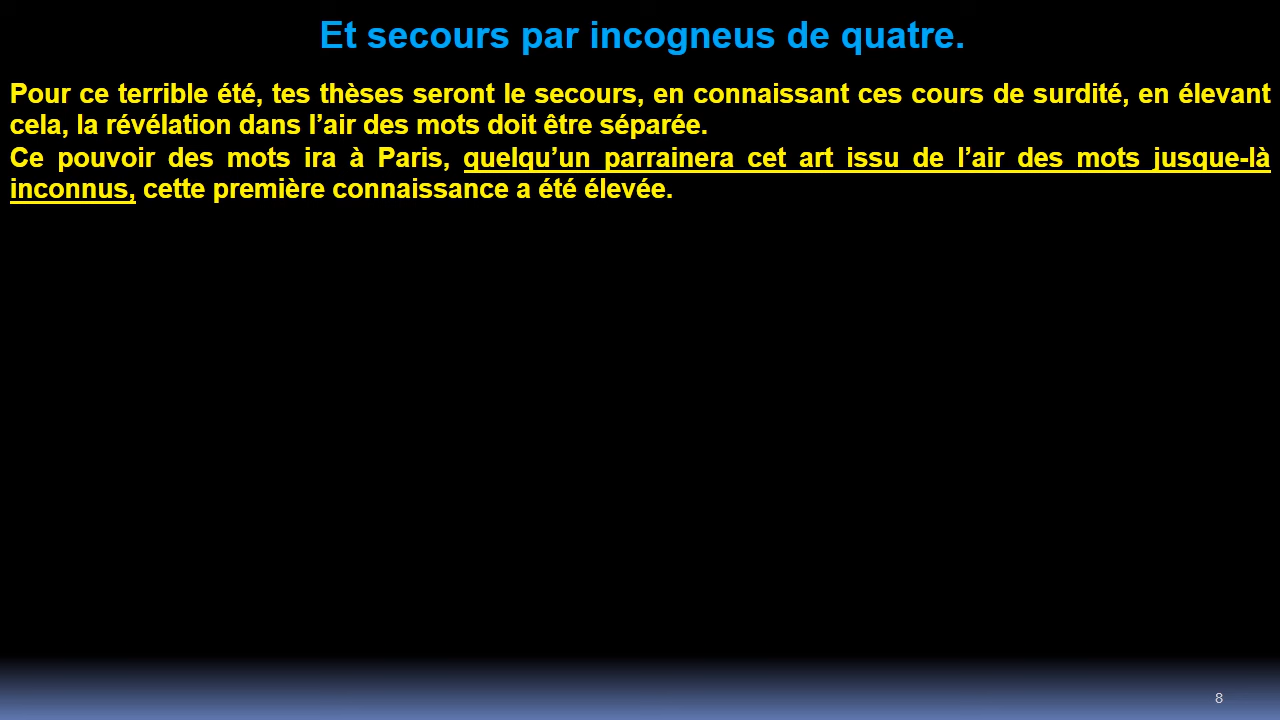 Et secours par incogneus de quatre.
Pour ce terrible été, tes thèses seront le secours, en connaissant ces cours de surdité, en élevant
cela, la révélation dans l’air des mots doit être séparée.
Ce pouvoir des mots ira à Paris, quelqu’un parrainera cet art issu de l’air des mots jusque-là
inconnus, cette première connaissance a été élevée.
8